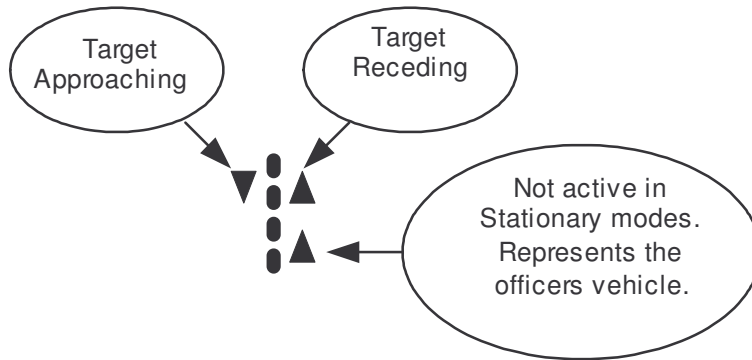 Target
Approaching
Target
Receding
Not active in
Stationary modes.
Represents the
officers vehicle.